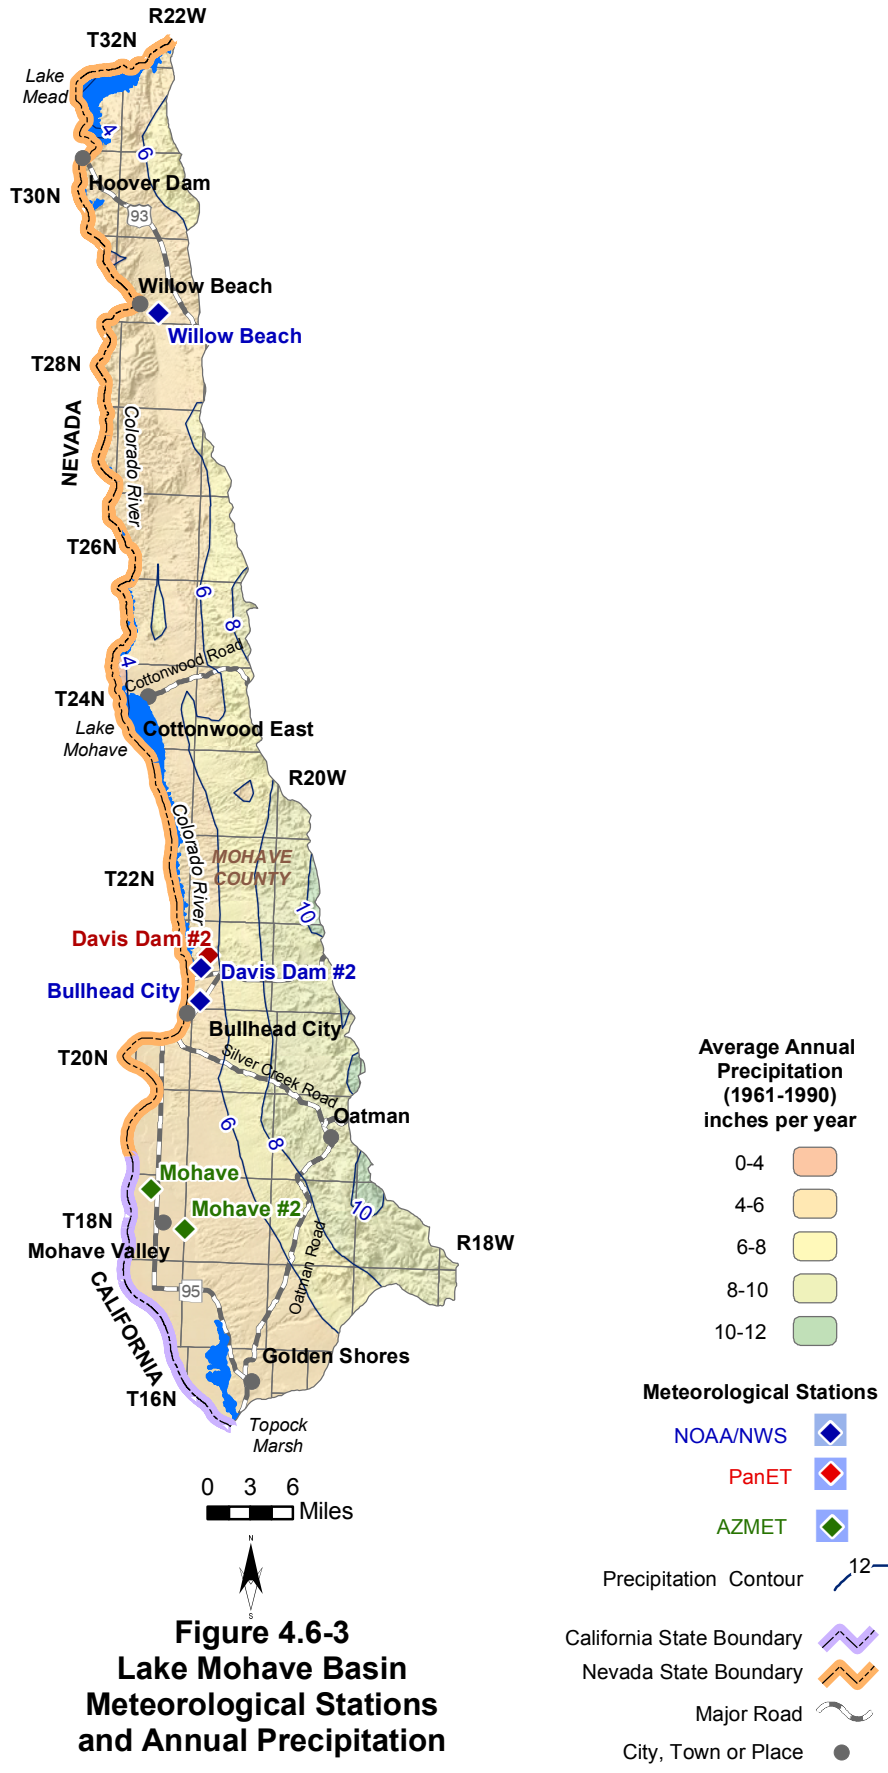 R22W
T32N
Lake
Mead
4
6
Hoover Dam
T30N
93
Willow Beach
Willow Beach
T28N
NEVADA
Colorado River
T26N
6
8
4
Cottonwood Road
T24N
Cottonwood East
Lake
Mohave
R20W
Colorado River
MOHAVE
COUNTY
T22N
10
Davis Dam #2
Davis Dam #2
Bullhead City
Bullhead City
T20N
Silver Creek Road
Oatman
6
8
Mohave
Mohave #2
10
T18N
Mohave Valley
R18W
Oatman Road
CALIFORNIA
95
Golden Shores
T16N
Topock
Marsh
0 3 6
Miles
N
S
Figure 4.6-3
Lake Mohave Basin
Meteorological Stations
and Annual Precipitation
Average Annual
Precipitation
(1961-1990)
inches per year
0-4
4-6
6-8
8-10
10-12
Meteorological Stations
NOAA/NWS
PanET
AZMET
Precipitation Contour
12
California State Boundary
Nevada State Boundary
Major Road
City, Town or Place